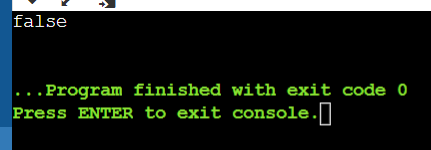 false
...Program finished with exit code 0
Press ENTER to exit console.